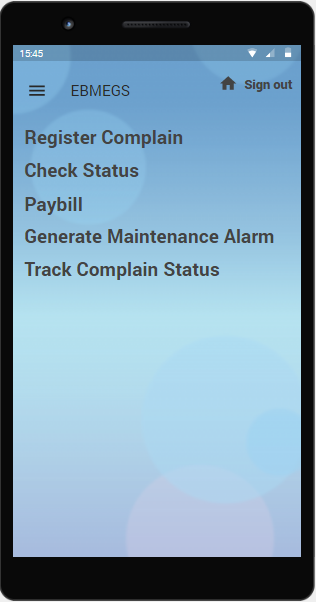 15:45
EBMEGS
Sign out
Register Complain
Check Status
Paybill
Generate Maintenance Alarm
Track Complain Status